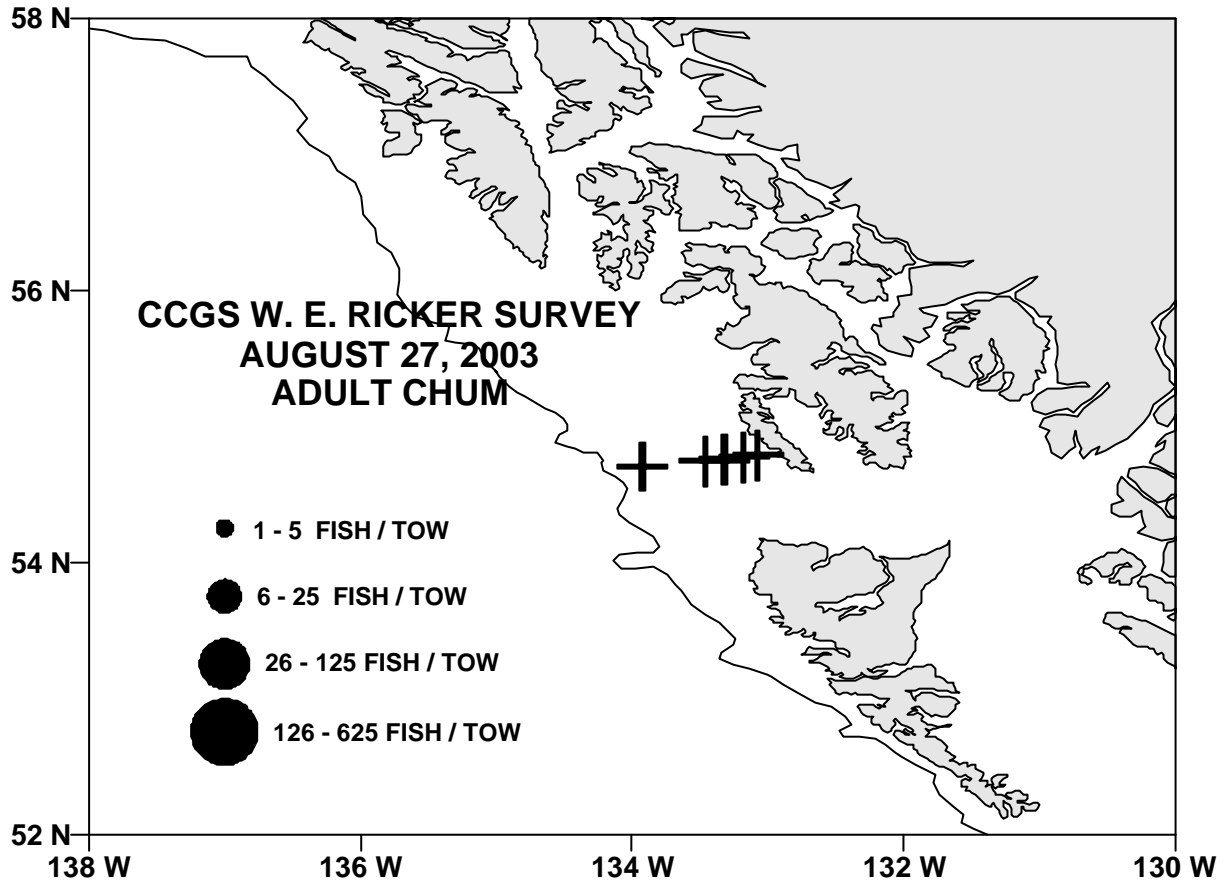 58 N
56 N
CCGS W. E. RICKER SURVEY
AUGUST 27, 2003
ADULT CHUM
1 - 5 FISH / TOW
54 N
6 - 25 FISH / TOW
26 - 125 FISH / TOW
126 - 625 FISH / TOW
52 N
138 W
136 W
134 W
132 W
130 W